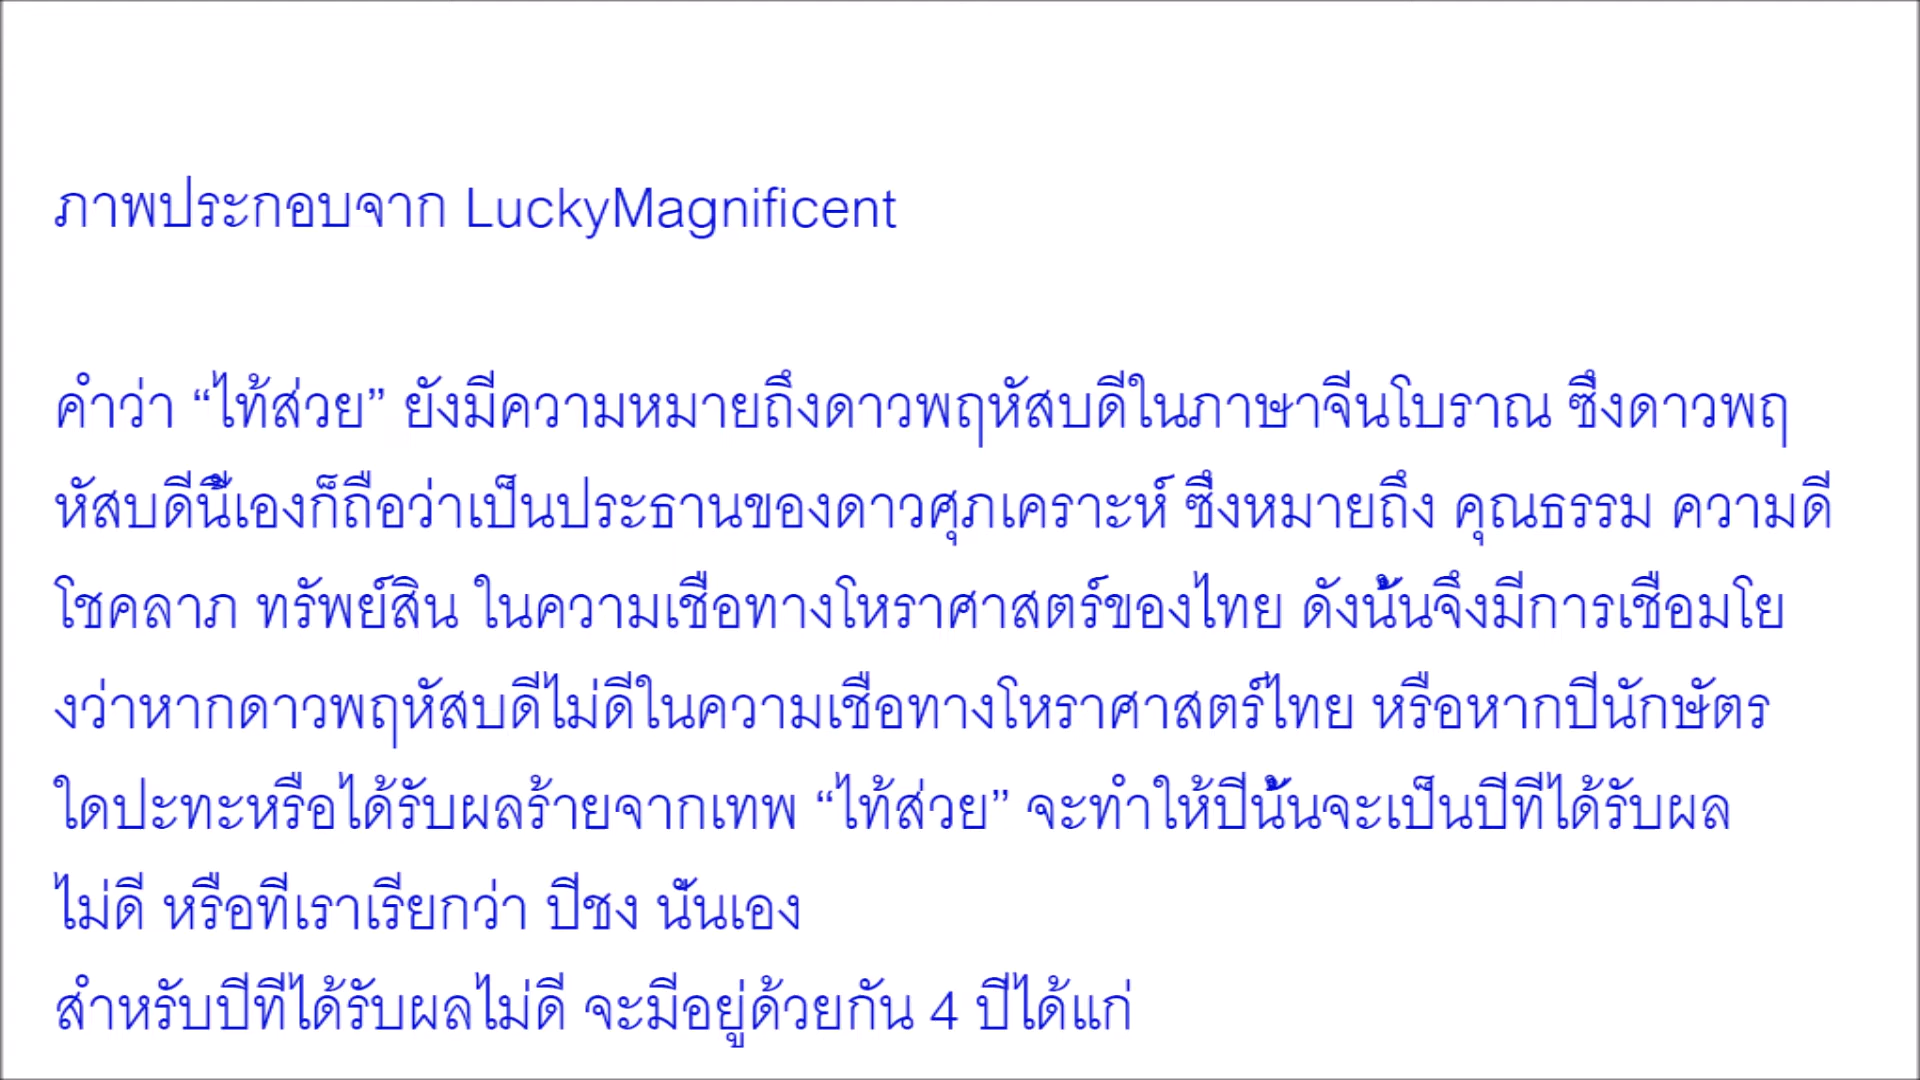 ภาพประกอบจาก LuckyMagnificent
คำว่า “ไท้ส่วย” ยังมีความหมายถึงดาวพฤหัสบดีในภาษาจีนโบราณ ซึ่งดาวพฤ
หัสบดีนี้เองก็ถือว่าเป็นประธานของดาวศุภเคราะห์ ซึ่งหมายถึง คุณธรรม ความดี
โชคลาภ ทรัพย์สิน ในความเชื่อทางโหราศาสตร์ของไทย ดังนั้นจึงมีการเชื่อมโย
งว่าหากดาวพฤหัสบดีไม่ดีในความเชื่อทางโหราศาสตร์ไทย หรือหากปีนักษัตร
ใดปะทะหรือได้รับผลร้ายจากเทพ “ไท้ส่วย” จะทำให้ปีนั้นจะเป็นปีที่ได้รับผล
ไม่ดี หรือที่เราเรียกว่า ปีชง นั่นเอง
สำหรับปีที่ได้รับผลไม่ดี จะมีอยู่ด้วยกัน 4 ปีได้แก่